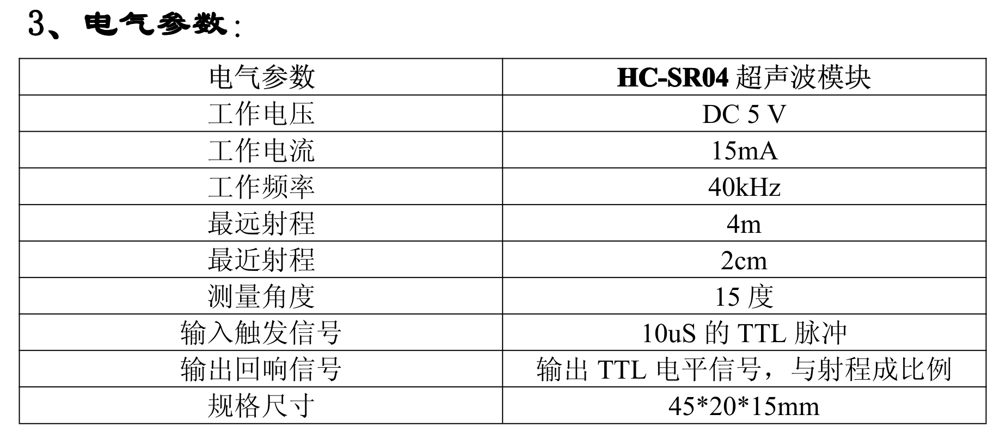 3、电气参数:
电气参数 HC-SR04 超声波模块
工作电压 DC 5 V
工作电流 15mA
工作频率 40kHz
最远射程 4m
最近射程 2cm
测量角度 15 度
输入触发信号 10uS 的 TTL 脉冲
输出回响信号 输出 TTL 电平信号，与射程成比例
规格尺寸 45*20*15mm